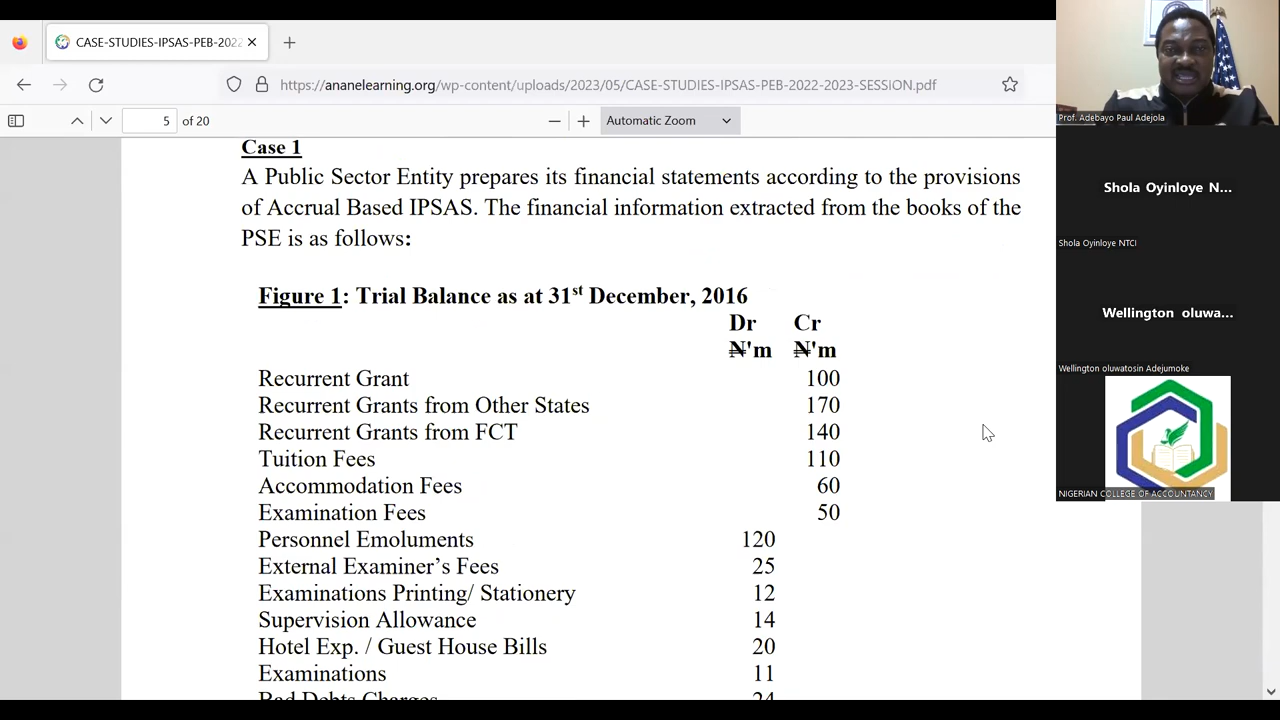 CASE-STUDIES-IPSAS-PEB-2022
https://ananelearning.org/wp-content/uploads/2023/05/CASE-STUDIES-IPSAS-PEB-2022-2023-SESSION.pdf
5 of 20
Automatic Zoom
Case 1
A Public Sector Entity prepares its financial statements according to the provisions
of Accrual Based IPSAS. The financial information extracted from the books of the
PSE is as follows:
Figure 1: Trial Balance as at 31st December, 2016
Dr Cr
₦'m ₦'m
Recurrent Grant 100
Recurrent Grants from Other States 170
Recurrent Grants from FCT 140
Tuition Fees 110
Accommodation Fees 60
Examination Fees 50
Personnel Emoluments 120
External Examiner’s Fees 25
Examinations Printing/ Stationery 12
Supervision Allowance 14
Hotel Exp. / Guest House Bills 20
Examinations 11
Bad Debts Charges 24
Prof. Adebayo Paul Adejola
Shola Oyinloye N...
Shola Oyinloye NTCI
Wellington oluwa...
Wellington oluwatosin Adejumoke
NIGERIAN COLLEGE OF ACCOUNTANCY